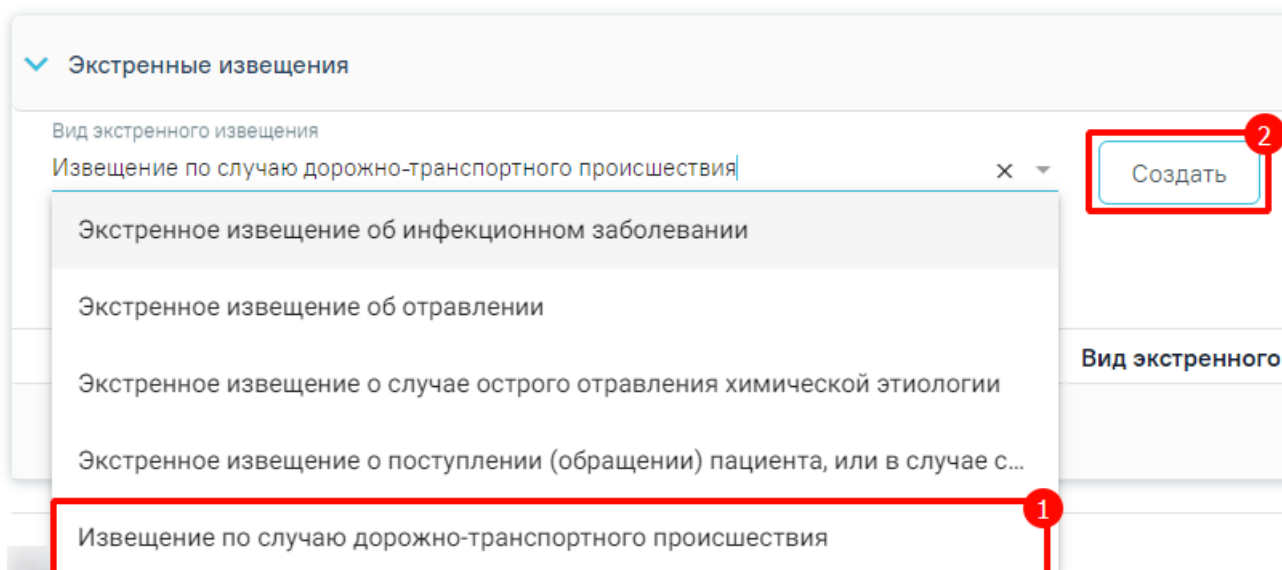 Экстренные извещения
Вид экстренного извещения
Извещение по случаю дорожно-транспортного происшествия
2
Создать
Экстренное извещение об инфекционном заболевании
Экстренное извещение об отравлении
Вид экстренного
Экстренное извещение о случае острого отравления химической этиологии
Экстренное извещение о поступлении (обращении) пациента, или в случае с...
1
Извещение по случаю дорожно-транспортного происшествия